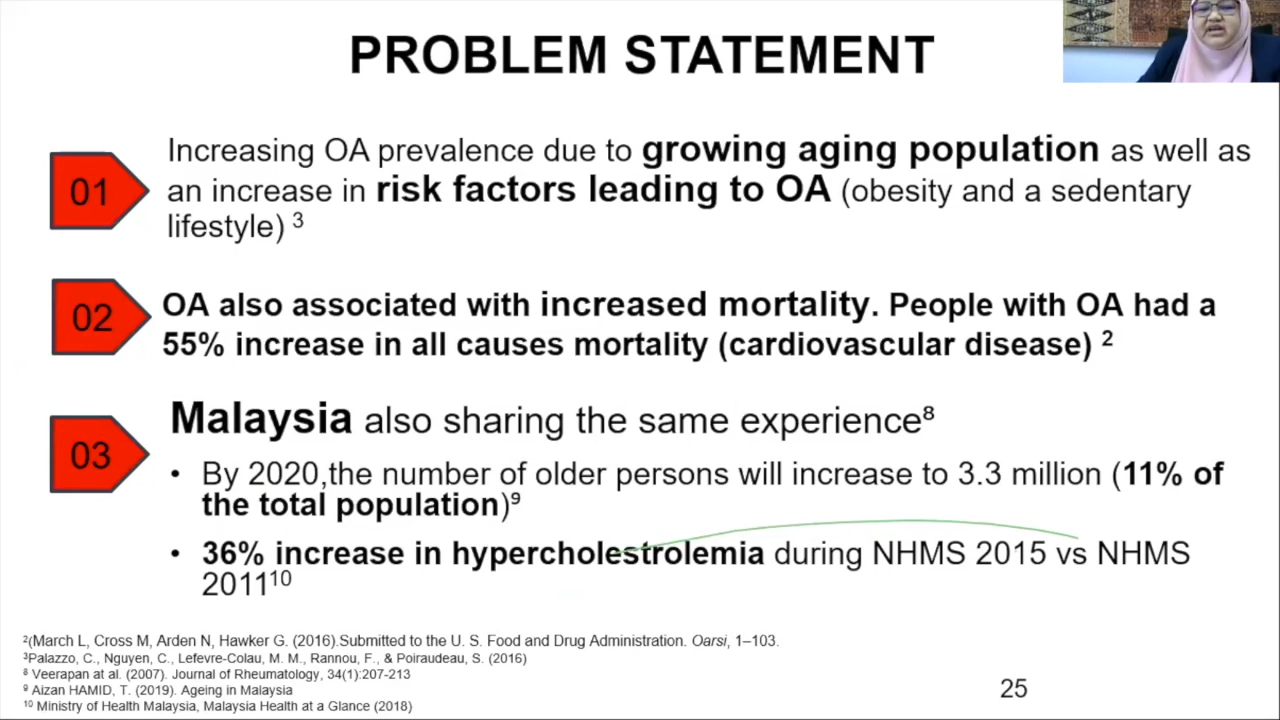 PROBLEM STATEMENT
01
Increasing OA prevalence due to growing aging population as well as
an increase in risk factors leading to OA (obesity and a sedentary
lifestyle) ³
02
OA also associated with increased mortality. People with OA had a
55% increase in all causes mortality (cardiovascular disease) ²
03
Malaysia also sharing the same experience⁸
• By 2020,the number of older persons will increase to 3.3 million (11% of
the total population)⁹
• 36% increase in hypercholestrolemia during NHMS 2015 vs NHMS
2011¹⁰
²(March L, Cross M, Arden N, Hawker G. (2016).Submitted to the U. S. Food and Drug Administration. Oarsi, 1–103.
³Palazzo, C., Nguyen, C., Lefevre-Colau, M. M., Rannou, F., & Poiraudeau, S. (2016)
⁸ Veerapan at al. (2007). Journal of Rheumatology, 34(1):207-213
⁹ Aizan HAMID, T. (2019). Ageing in Malaysia
¹⁰ Ministry of Health Malaysia, Malaysia Health at a Glance (2018)
25